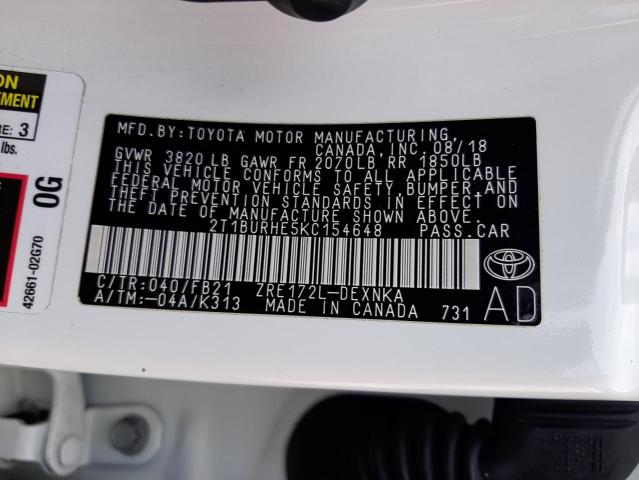 ON
EMENT
RE: 3
lbs.
0G
42661-02G70
MFD.BY:TOYOTA MOTOR MANUFACTURING,
CANADA,INC. 08/18
GVWR 3820 LB GAWR FR 2070LB RR 1850LB
THIS VEHICLE CONFORMS TO ALL APPLICABLE
FEDERAL MOTOR VEHICLE SAFETY, BUMPER, AND
THEFT PREVENTION STANDARDS IN EFFECT ON
THE DATE OF MANUFACTURE SHOWN ABOVE.
2T1BURHE5KC154648 PASS.CAR
C/TR:040/FB21 ZRE172L-DEXNKA
A/TM:-04A/K313 MADE IN CANADA 731
AD